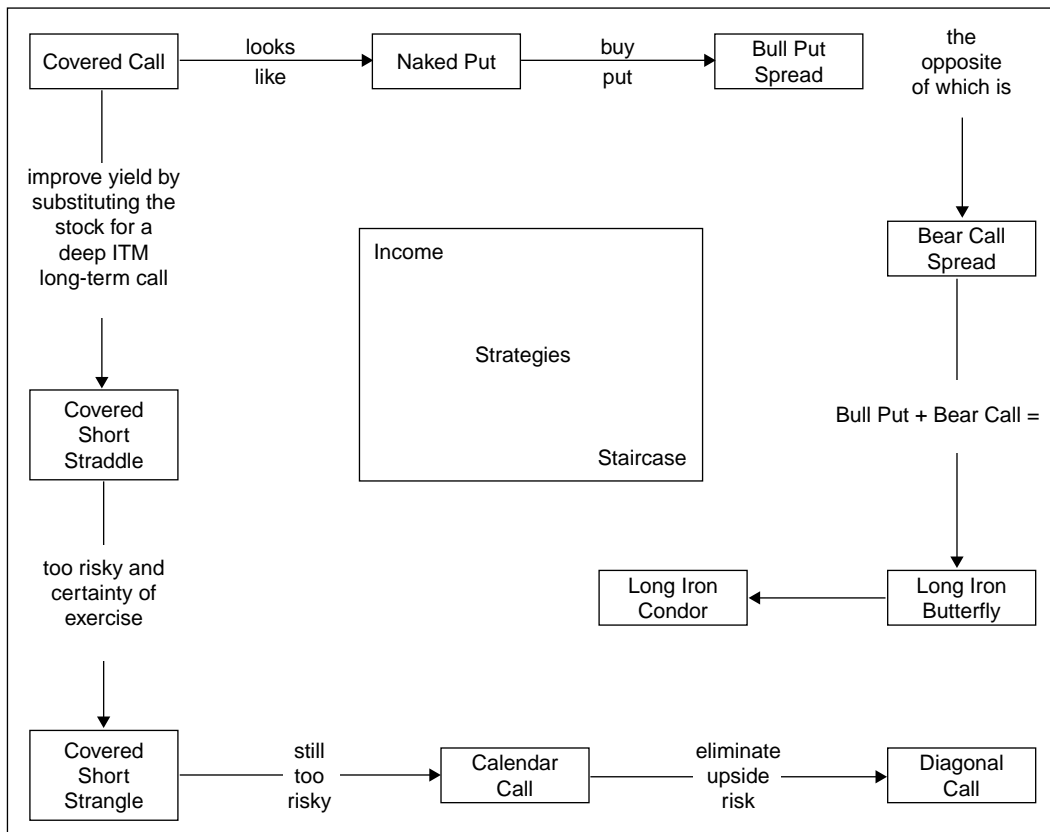 Covered Call
looks
like
Naked Put
buy
put
Bull Put
Spread
the
opposite
of which is
improve yield by
substituting the
stock for a
deep ITM
long-term call
Bear Call
Spread
Income
Strategies
Staircase
Covered
Short
Straddle
Bull Put + Bear Call =
too risky and
certainty of
exercise
Long Iron
Condor
Long Iron
Butterfly
Covered
Short
Strangle
still
too
risky
Calendar
Call
eliminate
upside
risk
Diagonal
Call